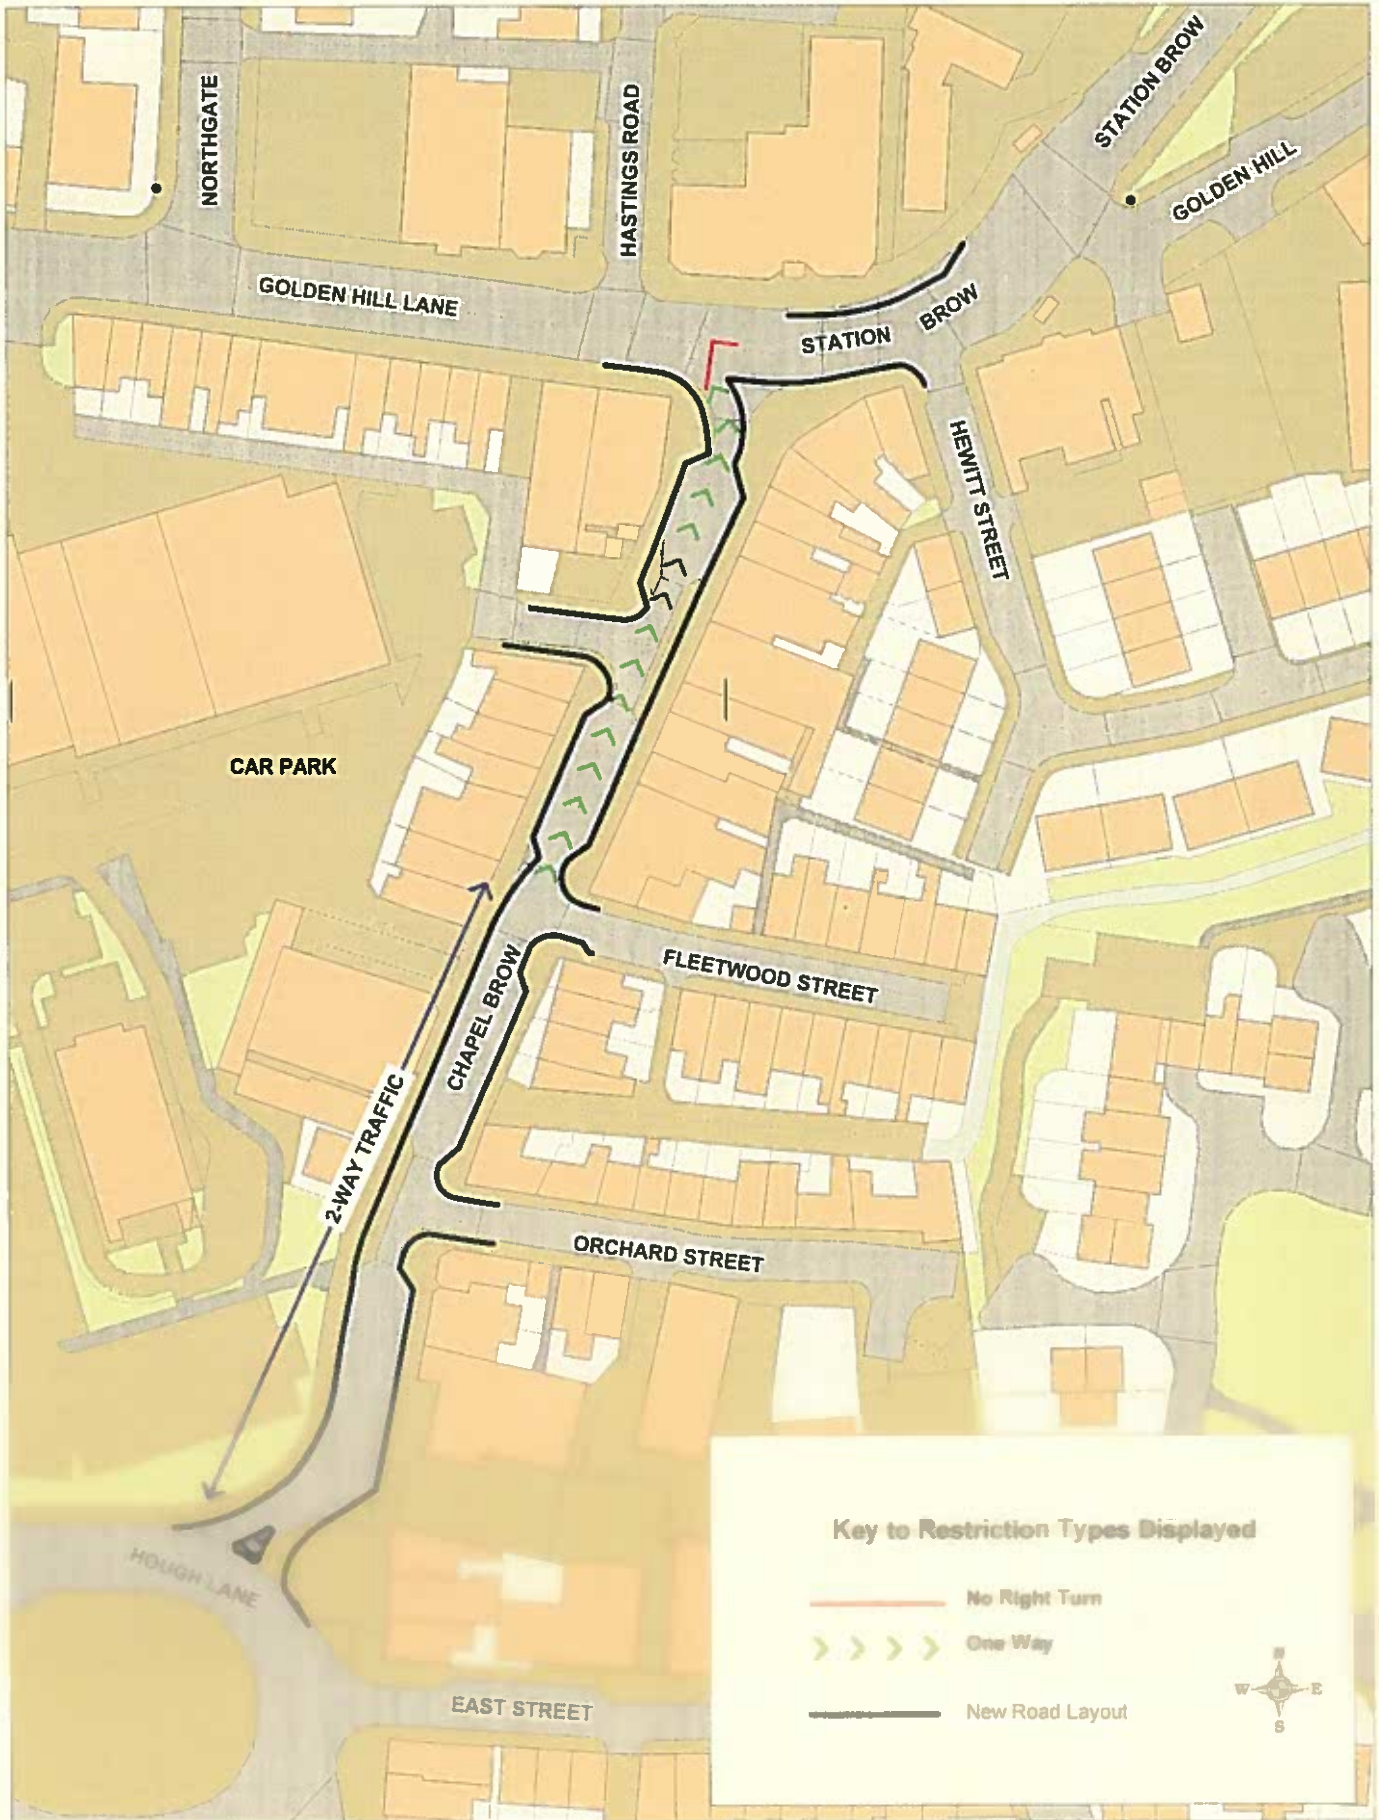 STATION BROW
NORTHGATE
HASTINGS ROAD
GOLDEN HILL
GOLDEN HILL LANE
STATION BROW
HEWITT STREET
CAR PARK
FLEETWOOD STREET
CHAPEL BROW
2-WAY TRAFFIC
ORCHARD STREET
HOUGH LANE
EAST STREET
Key to Restriction Types Displayed
No Right Turn
One Way
New Road Layout
N
W E
S